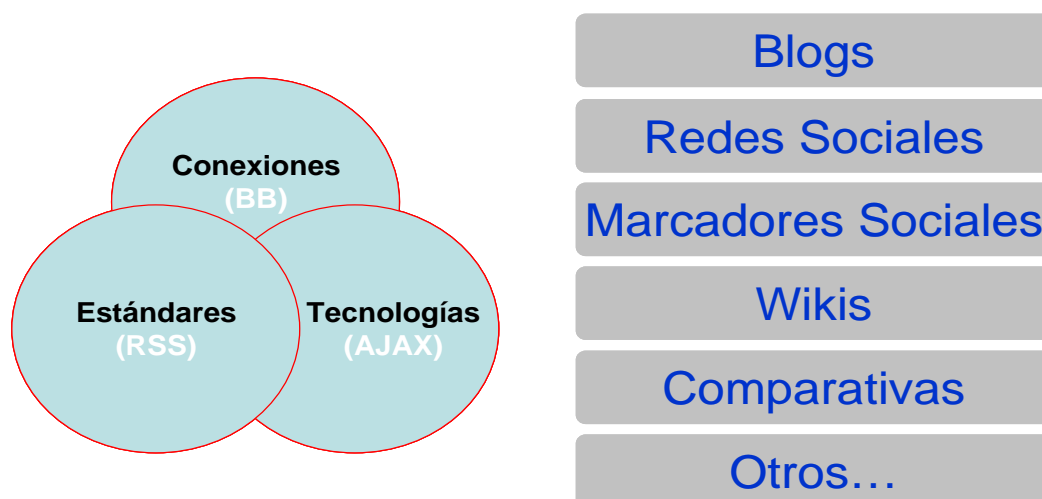 Conexiones
(BB)
Estándares
(RSS)
Tecnologías
(AJAX)
Blogs
Redes Sociales
Marcadores Sociales
Wikis
Comparativas
Otros…